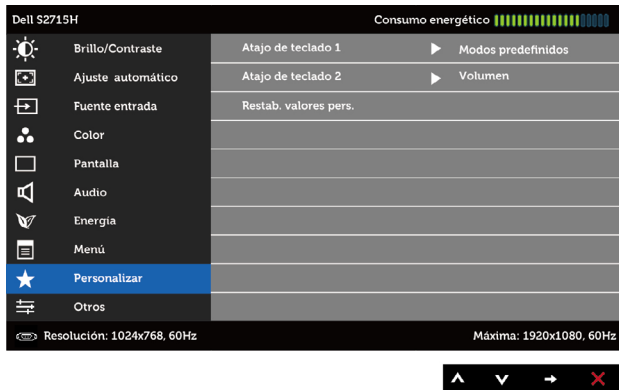 Dell S2715H Consumo energético
Brillo/Contraste Atajo de teclado 1 Modos predefinidos
Ajuste automático Atajo de teclado 2 Volumen
Fuente entrada Restab. valores pers.
Color
Pantalla
Audio
Energía
Menú
Personalizar
Otros
Resolución: 1024x768, 60Hz Máxima: 1920x1080, 60Hz